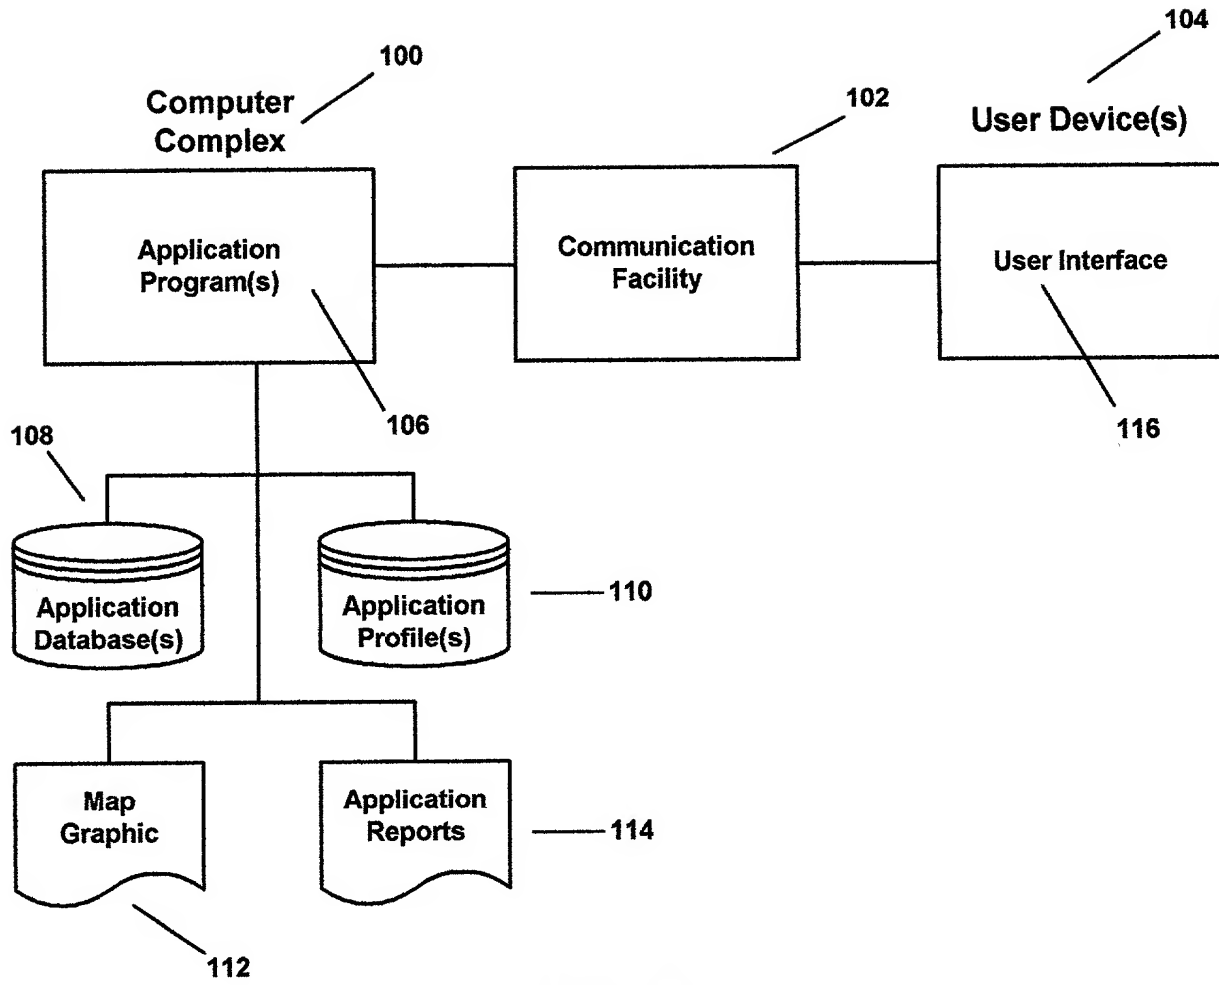 100
104
Computer
Complex
102
User Device(s)
Application
Program(s)
Communication
Facility
User Interface
106
116
108
Application
Database(s)
Application
Profile(s)
110
Map
Graphic
Application
Reports
114
112